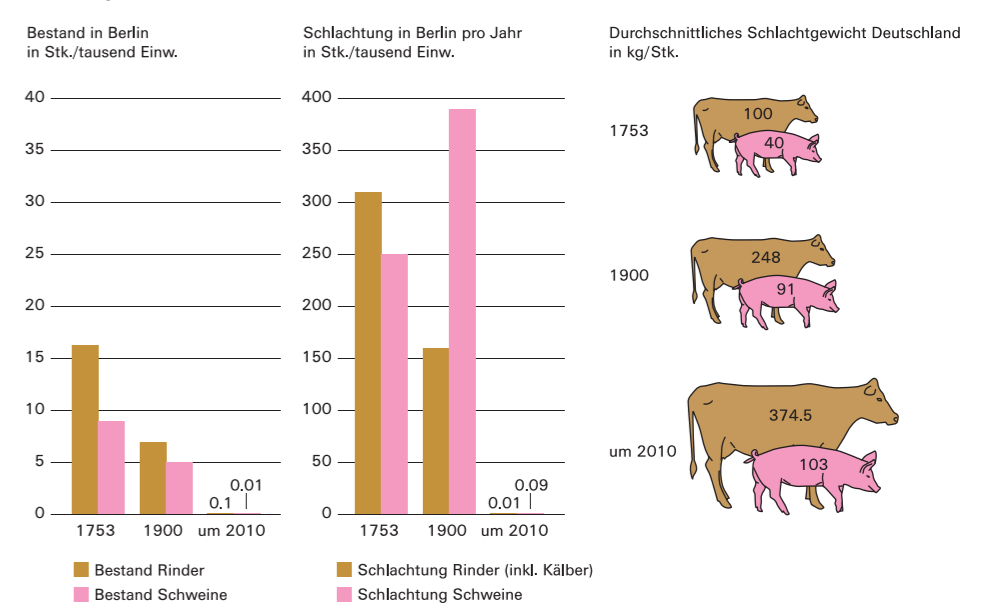 Bestand in Berlin
in Stk./tausend Einw.
40
35
30
25
20
15
10
5
0
0.1
0.01
1753
1900
um 2010
Bestand Rinder
Bestand Schweine
Schlachtung in Berlin pro Jahr
in Stk./tausend Einw.
400
350
300
250
200
150
100
50
0
0.01
0.09
1753
1900
um 2010
Schlachtung Rinder (inkl. Kälber)
Schlachtung Schweine
Durchschnittliches Schlachtgewicht Deutschland
in kg/Stk.
1753
100
40
1900
248
91
um 2010
374.5
103